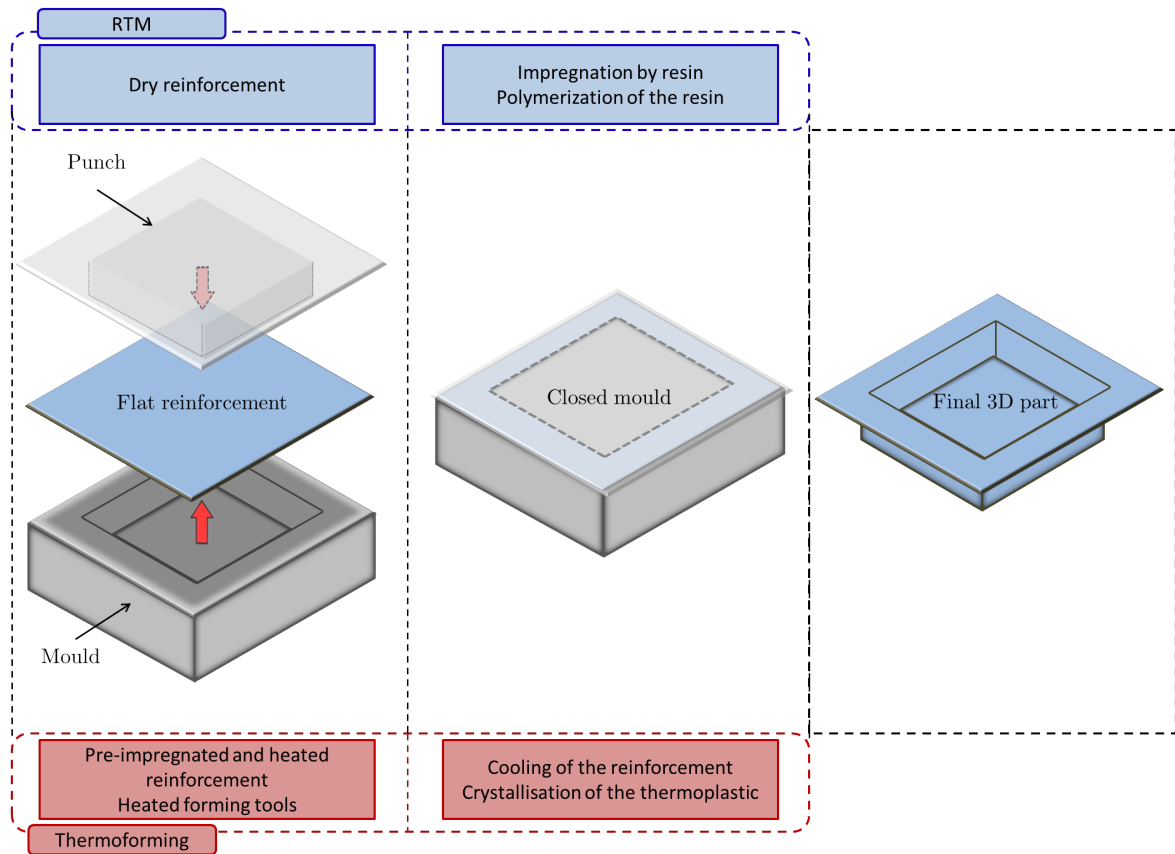 RTM
Dry reinforcement
Impregnation by resin
Polymerization of the resin
Punch
Flat reinforcement
Closed mould
Final 3D part
Mould
Pre-impregnated and heated
reinforcement
Heated forming tools
Cooling of the reinforcement
Crystallisation of the thermoplastic
Thermoforming